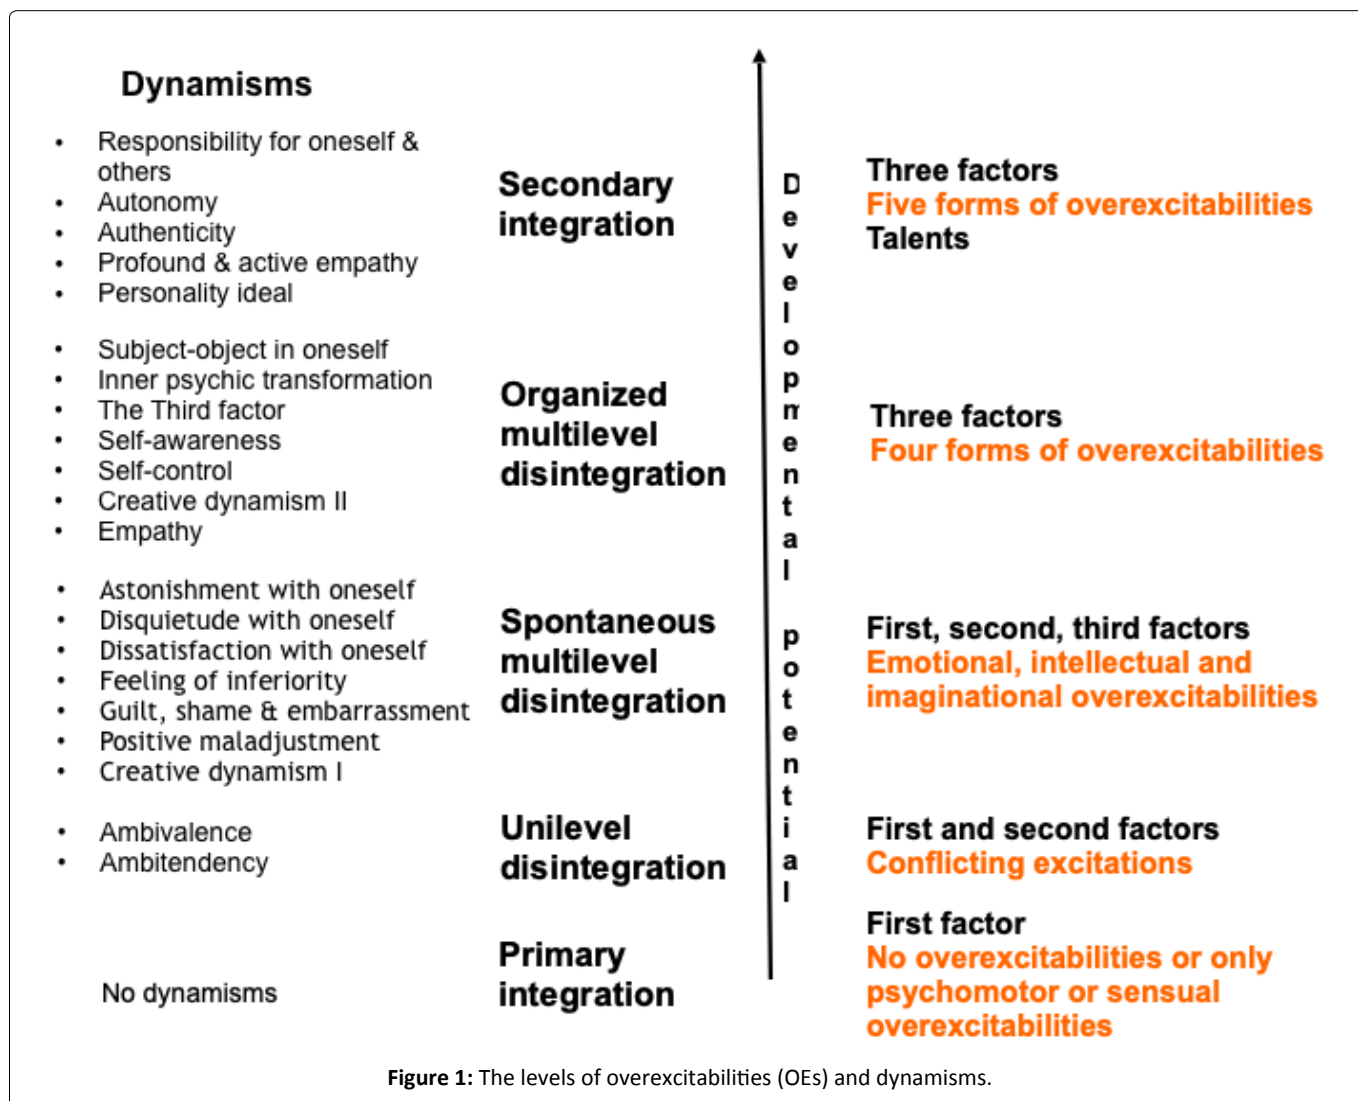 Dynamisms
• Responsibility for oneself &
others
• Autonomy
• Authenticity
• Profound & active empathy
• Personality ideal
Secondary
integration
Three factors
Five forms of overexcitabilities
Talents
• Subject-object in oneself
• Inner psychic transformation
• The Third factor
• Self-awareness
• Self-control
• Creative dynamism II
• Empathy
Organized
multilevel
disintegration
Three factors
Four forms of overexcitabilities
• Astonishment with oneself
• Disquietude with oneself
• Dissatisfaction with oneself
• Feeling of inferiority
• Guilt, shame & embarrassment
• Positive maladjustment
• Creative dynamism I
Spontaneous
multilevel
disintegration
First, second, third factors
Emotional, intellectual and
imaginational overexcitabilities
• Ambivalence
• Ambitendency
Unilevel
disintegration
First and second factors
Conflicting excitations
No dynamisms
Primary
integration
First factor
No overexcitabilities or only
psychomotor or sensual
overexcitabilities
Developmental potential
Figure 1: The levels of overexcitabilities (OEs) and dynamisms.